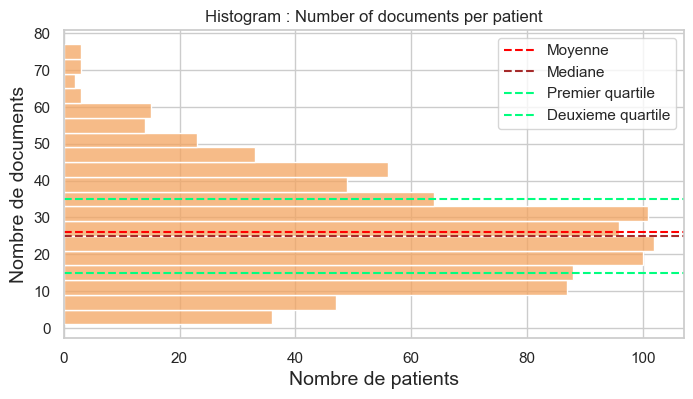 Histogram : Number of documents per patient
Nombre de documents
80
70
60
50
40
30
20
10
0
Moyenne
Mediane
Premier quartile
Deuxieme quartile
0 20 40 60 80 100
Nombre de patients